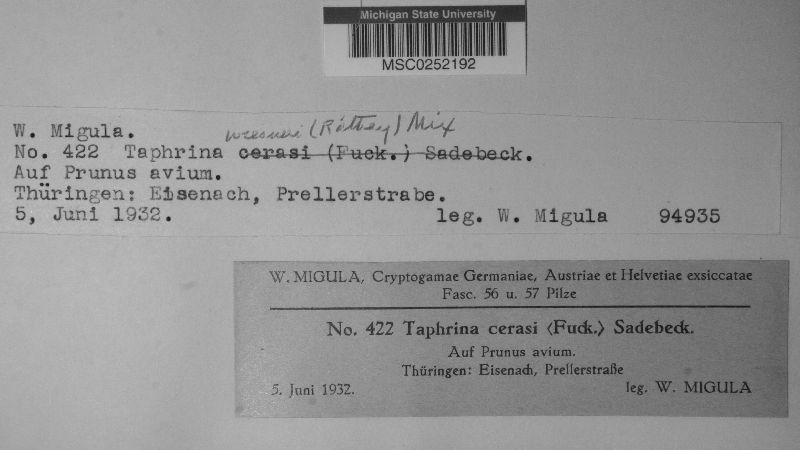 Michigan State University
MSC0252192
wiesneri (Ráthay) Mix
W. Migula.
No. 422 Taphrina cerasi (Fuck.) Sadebeck.
Auf Prunus avium.
Thüringen: Eisenach, Prellerstrabe.
5, Juni 1932. leg. W. Migula 94935
W. MIGULA, Cryptogamae Germaniae, Austriae et Helvetiae exsiccatae
Fasc. 56 u. 57 Pilze
No. 422 Taphrina cerasi (Fuck.) Sadebeck.
Auf Prunus avium.
Thüringen: Eisenach, Prellerstraße
5. Juni 1932. leg. W. MIGULA